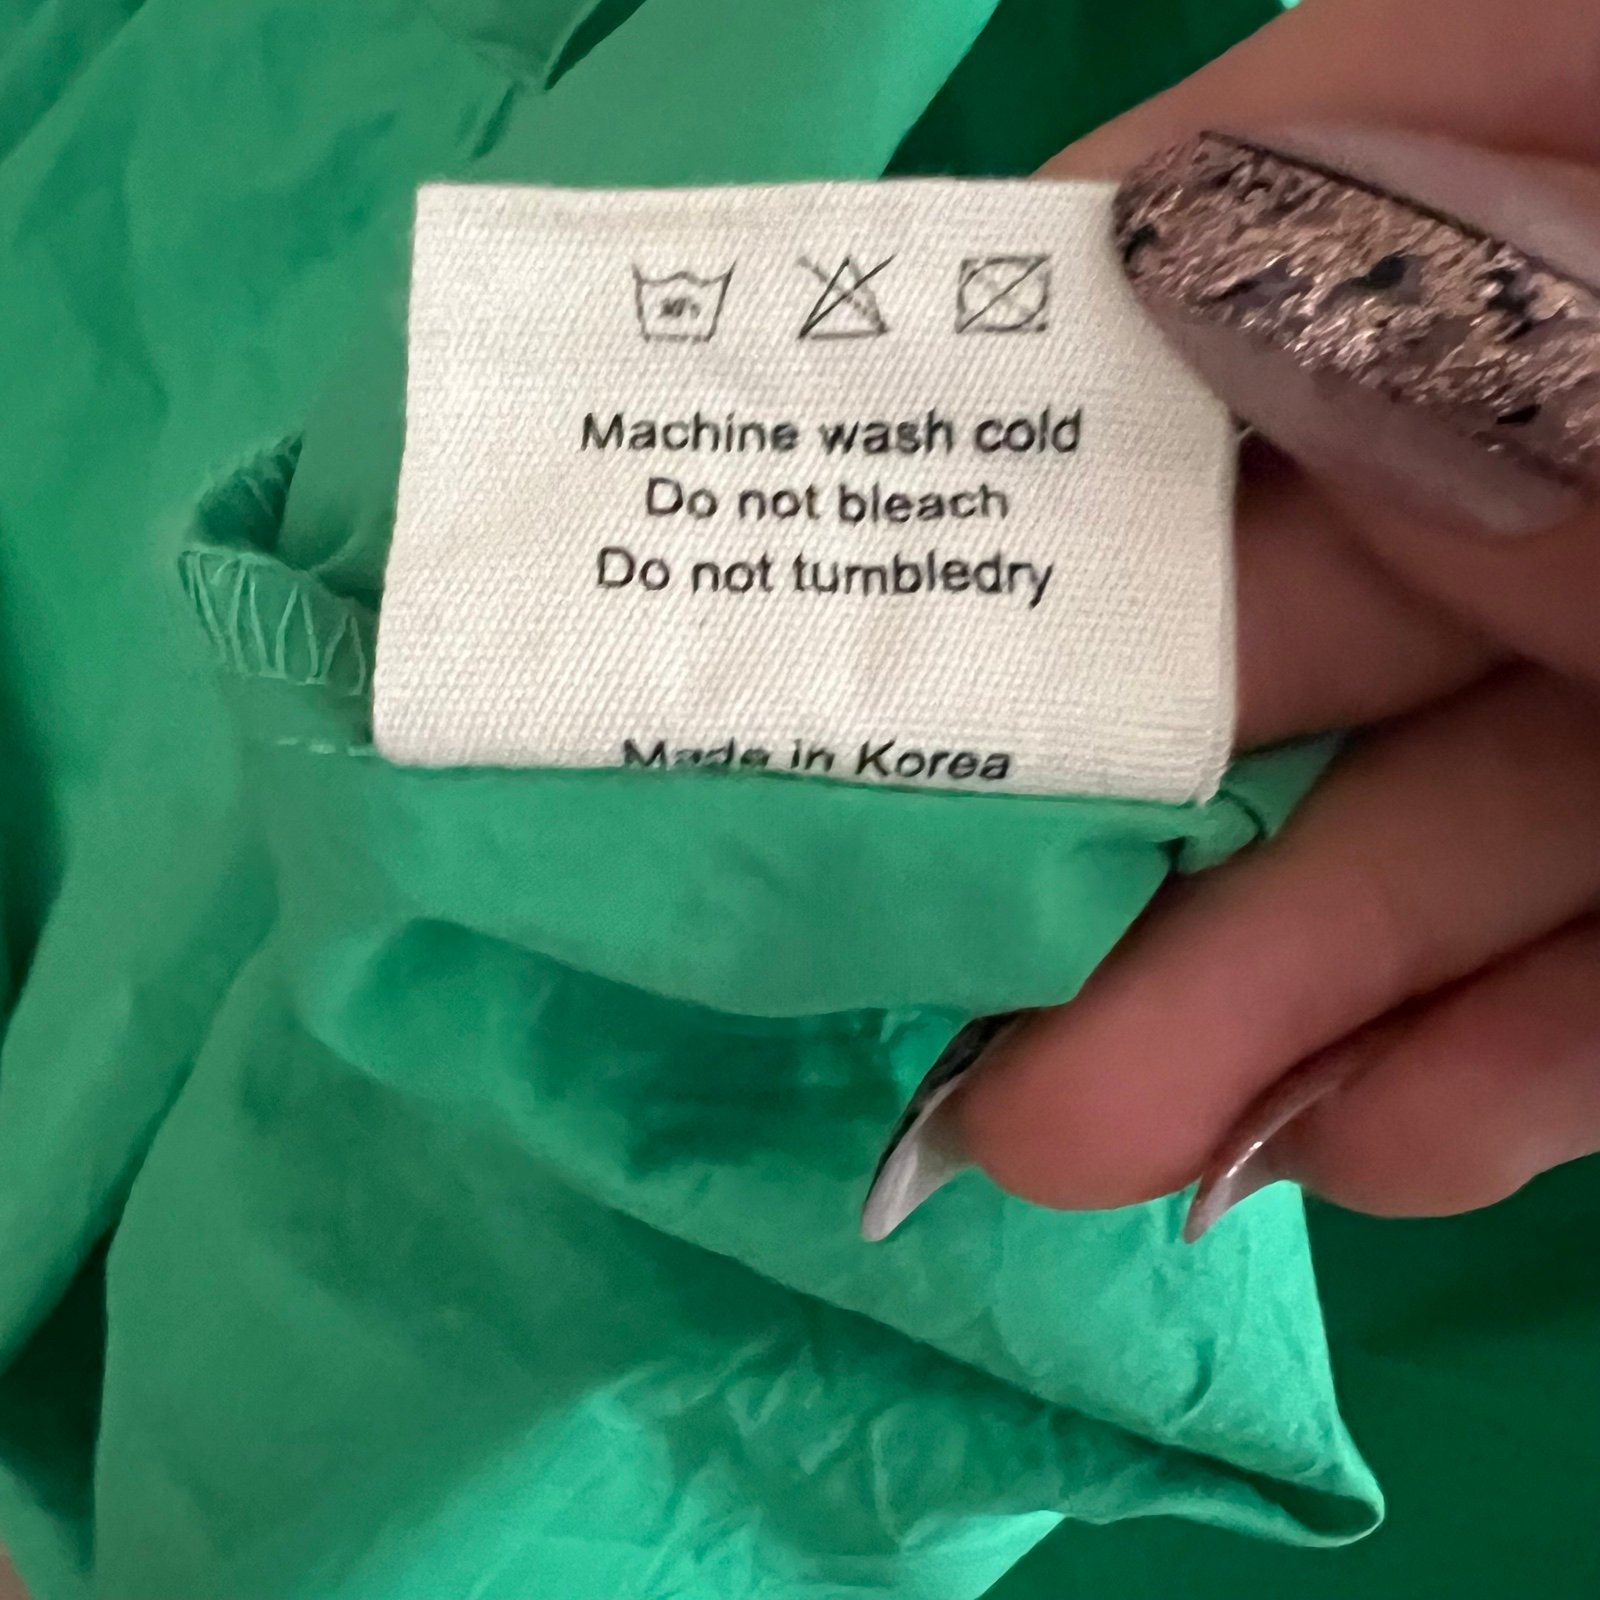 Machine wash cold
Do not bleach
Do not tumbledry
Made in Korea